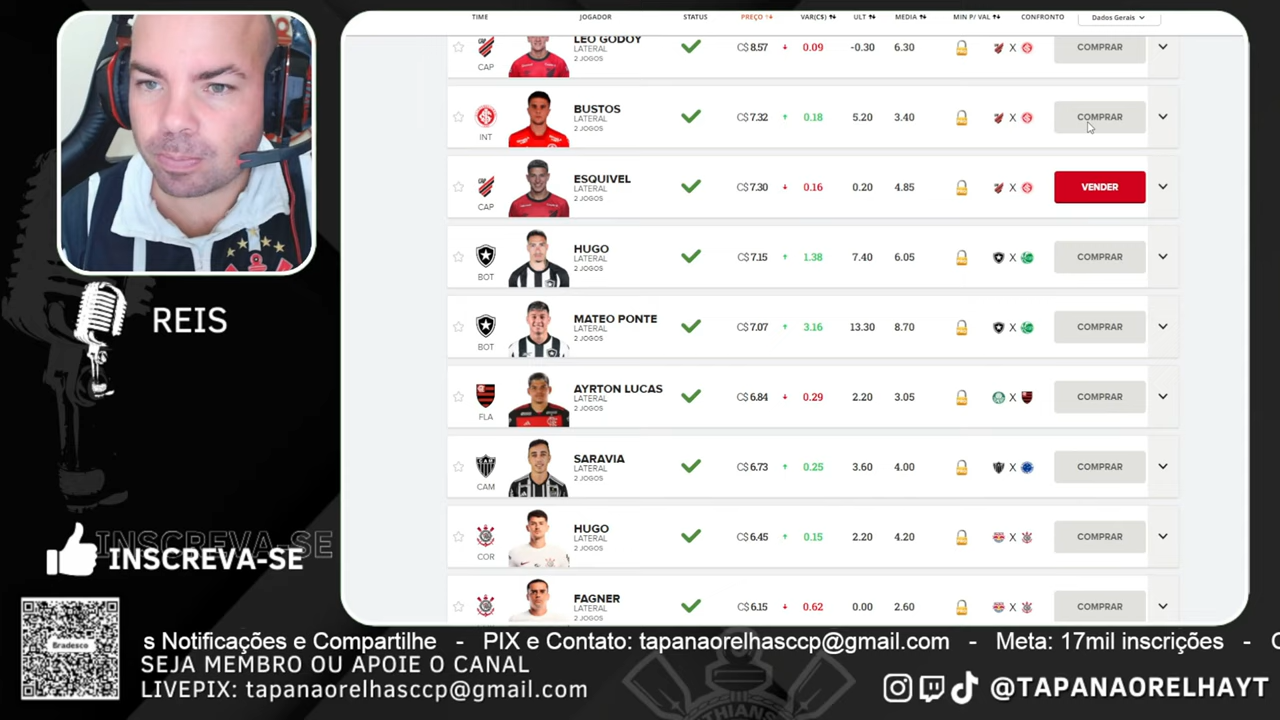 TIME JOGADOR STATUS PREÇO VAR(C$) ULT MEDIA MIN P/ VAL CONFRONTO Dados Gerais
LEO GODOY
LATERAL
2 JOGOS
CAP
C$ 8.57 0.09 -0.30 6.30 X COMPRAR
BUSTOS
LATERAL
2 JOGOS
INT
C$ 7.32 0.18 5.20 3.40 X COMPRAR
ESQUIVEL
LATERAL
2 JOGOS
CAP
C$ 7.30 0.16 0.20 4.85 X VENDER
HUGO
LATERAL
2 JOGOS
BOT
C$ 7.15 1.38 7.40 6.05 X COMPRAR
MATEO PONTE
LATERAL
2 JOGOS
BOT
C$ 7.07 3.16 13.30 8.70 X COMPRAR
AYRTON LUCAS
LATERAL
2 JOGOS
FLA
C$ 6.84 0.29 2.20 3.05 X COMPRAR
SARAVIA
LATERAL
2 JOGOS
CAM
C$ 6.73 0.25 3.60 4.00 X COMPRAR
HUGO
LATERAL
2 JOGOS
COR
C$ 6.45 0.15 2.20 4.20 X COMPRAR
FAGNER
LATERAL
2 JOGOS
C$ 6.15 0.62 0.00 2.60 X COMPRAR
REIS
INSCREVA-SE
INSCREVA-SE
Bradesco
s Notificações e Compartilhe - PIX e Contato: tapanaorelhasccp@gmail.com - Meta: 17mil inscrições - C
SEJA MEMBRO OU APOIE O CANAL
LIVEPIX: tapanaorelhasccp@gmail.com
@TAPANAORELHAYT